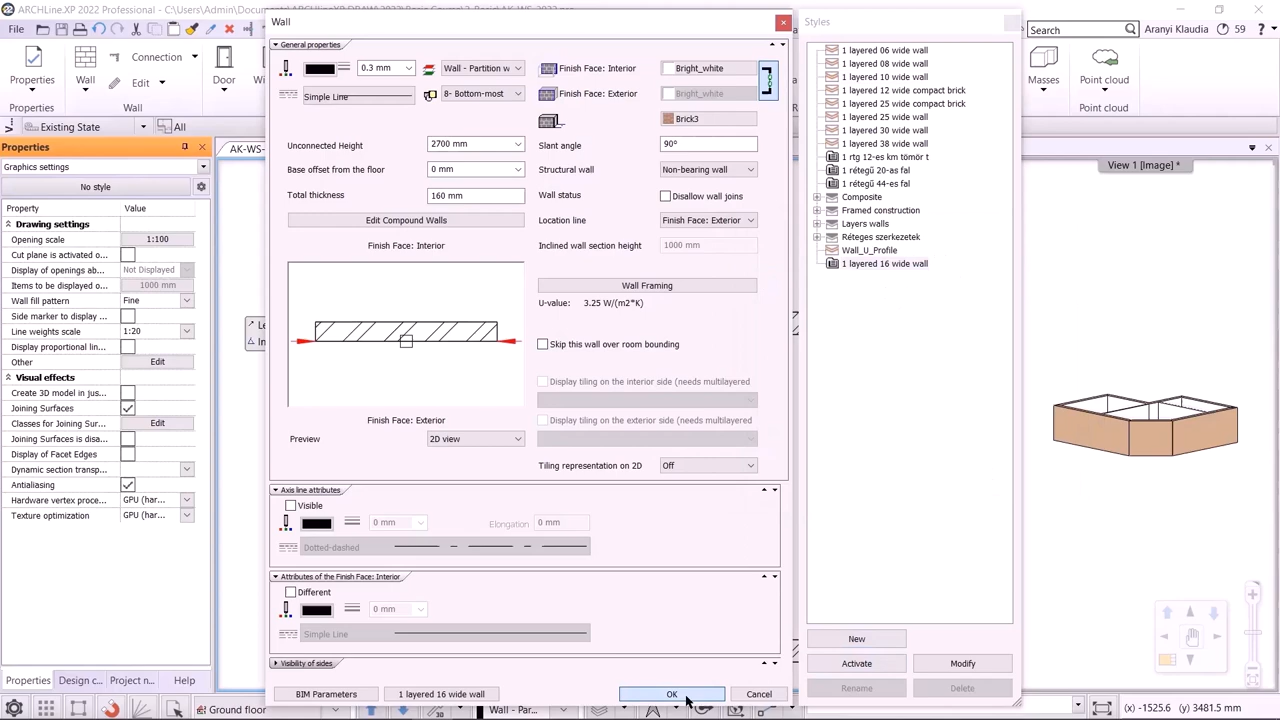 ARCHLine.XP 2022 Professional
Wall
Styles
File
Search
Aranyi Klaudia
Properties
Wall
Connection
Edit
Door
Masses
Point cloud
Properties
Wall
Point cloud
Existing State
All
Properties
Graphics settings
No style
Property Value
Drawing settings
Opening scale 1:100
Cut plane is activated o...
Display of openings ab... Not Displayed
Items to be displayed o... 1000 mm
Wall fill pattern Fine
Side marker to display ...
Line weights scale 1:20
Display proportional lin...
Other Edit
Visual effects
Create 3D model in jus...
Joining Surfaces
Classes for Joining Sur... Edit
Joining Surfaces is disa...
Display of Facet Edges
Dynamic section transp...
Antialiasing
Hardware vertex proce... GPU (har...
Texture optimization GPU (har...
Properties Design c... Project n... Help
AK-WS-
General properties
0.3 mm
Wall - Partition w
Simple Line
8- Bottom-most
Finish Face: Interior Bright_white
Finish Face: Exterior Bright_white
Brick3
Unconnected Height 2700 mm
Slant angle 90°
Base offset from the floor 0 mm
Structural wall Non-bearing wall
Total thickness 160 mm
Wall status Disallow wall joins
Edit Compound Walls
Location line Finish Face: Exterior
Finish Face: Interior
Inclined wall section height 1000 mm
Wall Framing
U-value: 3.25 W/(m2*K)
Skip this wall over room bounding
Display tiling on the interior side (needs multilayered
Finish Face: Exterior
Display tiling on the exterior side (needs multilayered
Preview 2D view
Tiling representation on 2D Off
Axis line attributes
Visible
0 mm
Elongation 0 mm
Dotted-dashed
Attributes of the Finish Face: Interior
Different
0 mm
Simple Line
Visibility of sides
BIM Parameters
1 layered 16 wide wall
OK
Cancel
1 layered 06 wide wall
1 layered 08 wide wall
1 layered 10 wide wall
1 layered 12 wide compact brick
1 layered 25 wide compact brick
1 layered 25 wide wall
1 layered 30 wide wall
1 layered 38 wide wall
1 rtg 12-es km tömör t
1 rétegű 20-as fal
1 rétegű 44-es fal
Composite
Framed construction
Layers walls
Réteges szerkezetek
Wall_U_Profile
1 layered 16 wide wall
New
Activate
Modify
Rename
Delete
View 1 [Image] *
Ground floor
Wall - Par...
X: -1525.6 Y: 3481.5 mm